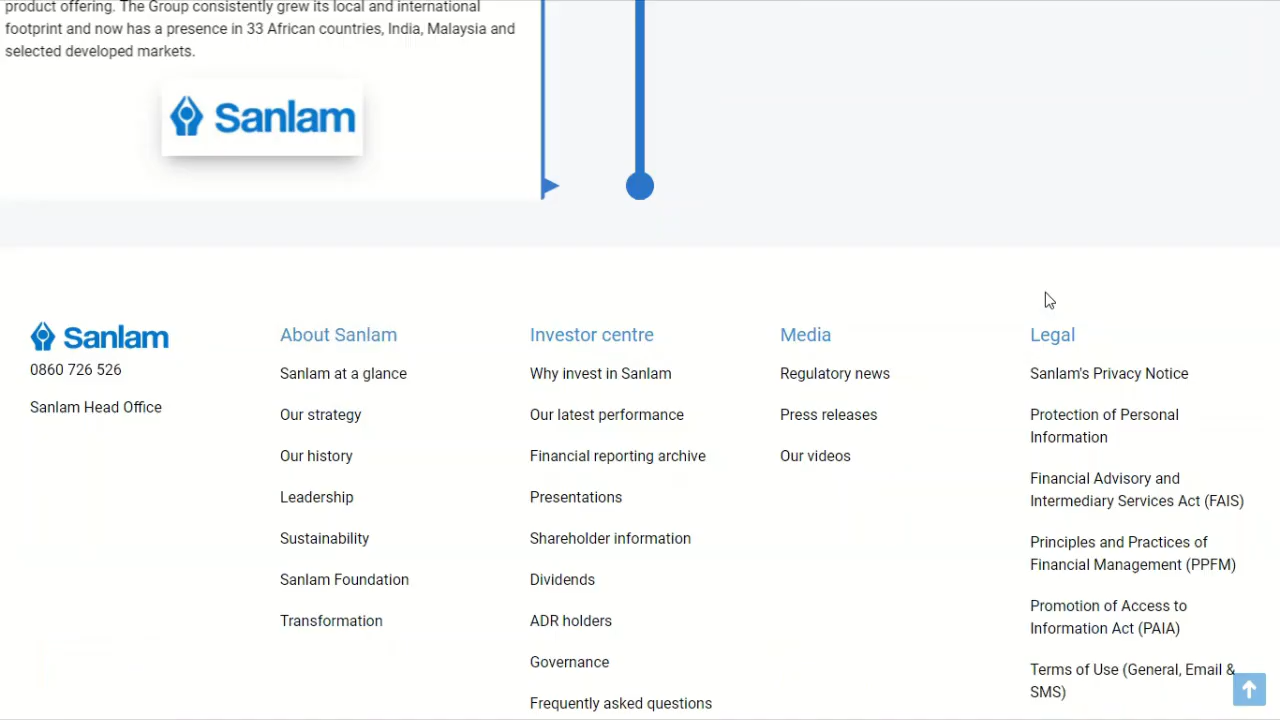 product offering. The Group consistently grew its local and international
footprint and now has a presence in 33 African countries, India, Malaysia and
selected developed markets.
Sanlam
Sanlam
0860 726 526
Sanlam Head Office
About Sanlam
Sanlam at a glance
Our strategy
Our history
Leadership
Sustainability
Sanlam Foundation
Transformation
Investor centre
Why invest in Sanlam
Our latest performance
Financial reporting archive
Presentations
Shareholder information
Dividends
ADR holders
Governance
Frequently asked questions
Media
Regulatory news
Press releases
Our videos
Legal
Sanlam's Privacy Notice
Protection of Personal
Information
Financial Advisory and
Intermediary Services Act (FAIS)
Principles and Practices of
Financial Management (PPFM)
Promotion of Access to
Information Act (PAIA)
Terms of Use (General, Email &
SMS)